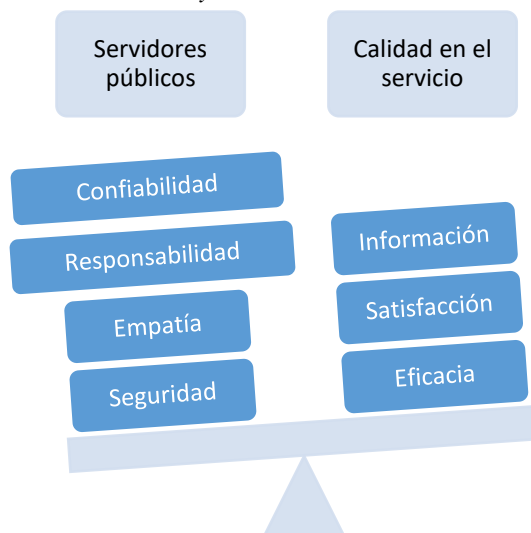 Servidores
públicos
Calidad en el
servicio
Confiabilidad
Responsabilidad
Empatía
Seguridad
Información
Satisfacción
Eficacia